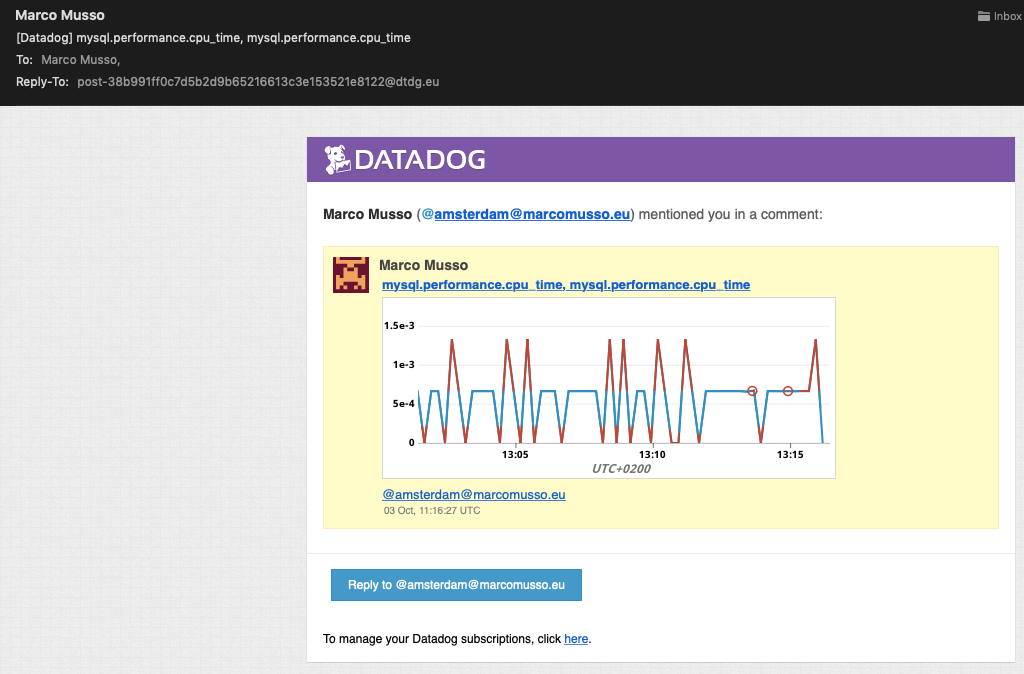 Marco Musso
Inbox
[Datadog] mysql.performance.cpu_time, mysql.performance.cpu_time
To: Marco Musso,
Reply-To: post-38b991ff0c7d5b2d9b65216613c3e153521e8122@dtdg.eu
DATADOG
Marco Musso (@amsterdam@marcomusso.eu) mentioned you in a comment:
Marco Musso
mysql.performance.cpu_time, mysql.performance.cpu_time
1.5e-3
1e-3
5e-4
0
13:05 13:10 13:15
UTC+0200
@amsterdam@marcomusso.eu
03 Oct, 11:16:27 UTC
Reply to @amsterdam@marcomusso.eu
To manage your Datadog subscriptions, click here.